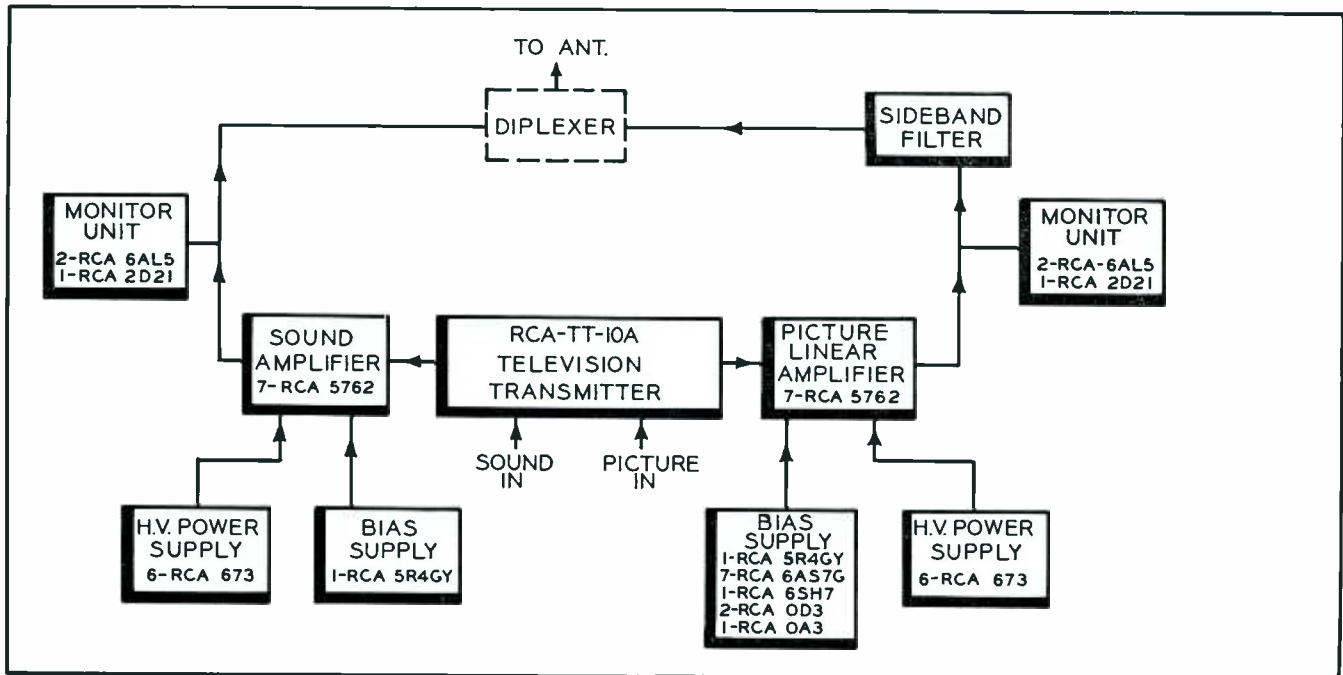 TO ANT.
DIPLEXER
SIDEBAND
FILTER
MONITOR
UNIT
2-RCA 6AL5
1-RCA 2D21
MONITOR
UNIT
2-RCA-6AL5
1-RCA 2D21
SOUND
AMPLIFIER
7-RCA 5762
RCA-TT-10A
TELEVISION
TRANSMITTER
PICTURE
LINEAR
AMPLIFIER
7-RCA 5762
SOUND
IN
PICTURE
IN
H.V. POWER
SUPPLY
6-RCA 673
BIAS
SUPPLY
1-RCA 5R4GY
BIAS
SUPPLY
1-RCA 5R4GY
7-RCA 6AS7G
1-RCA 6SH7
2-RCA OD3
1-RCA OA3
H.V. POWER
SUPPLY
6-RCA 673